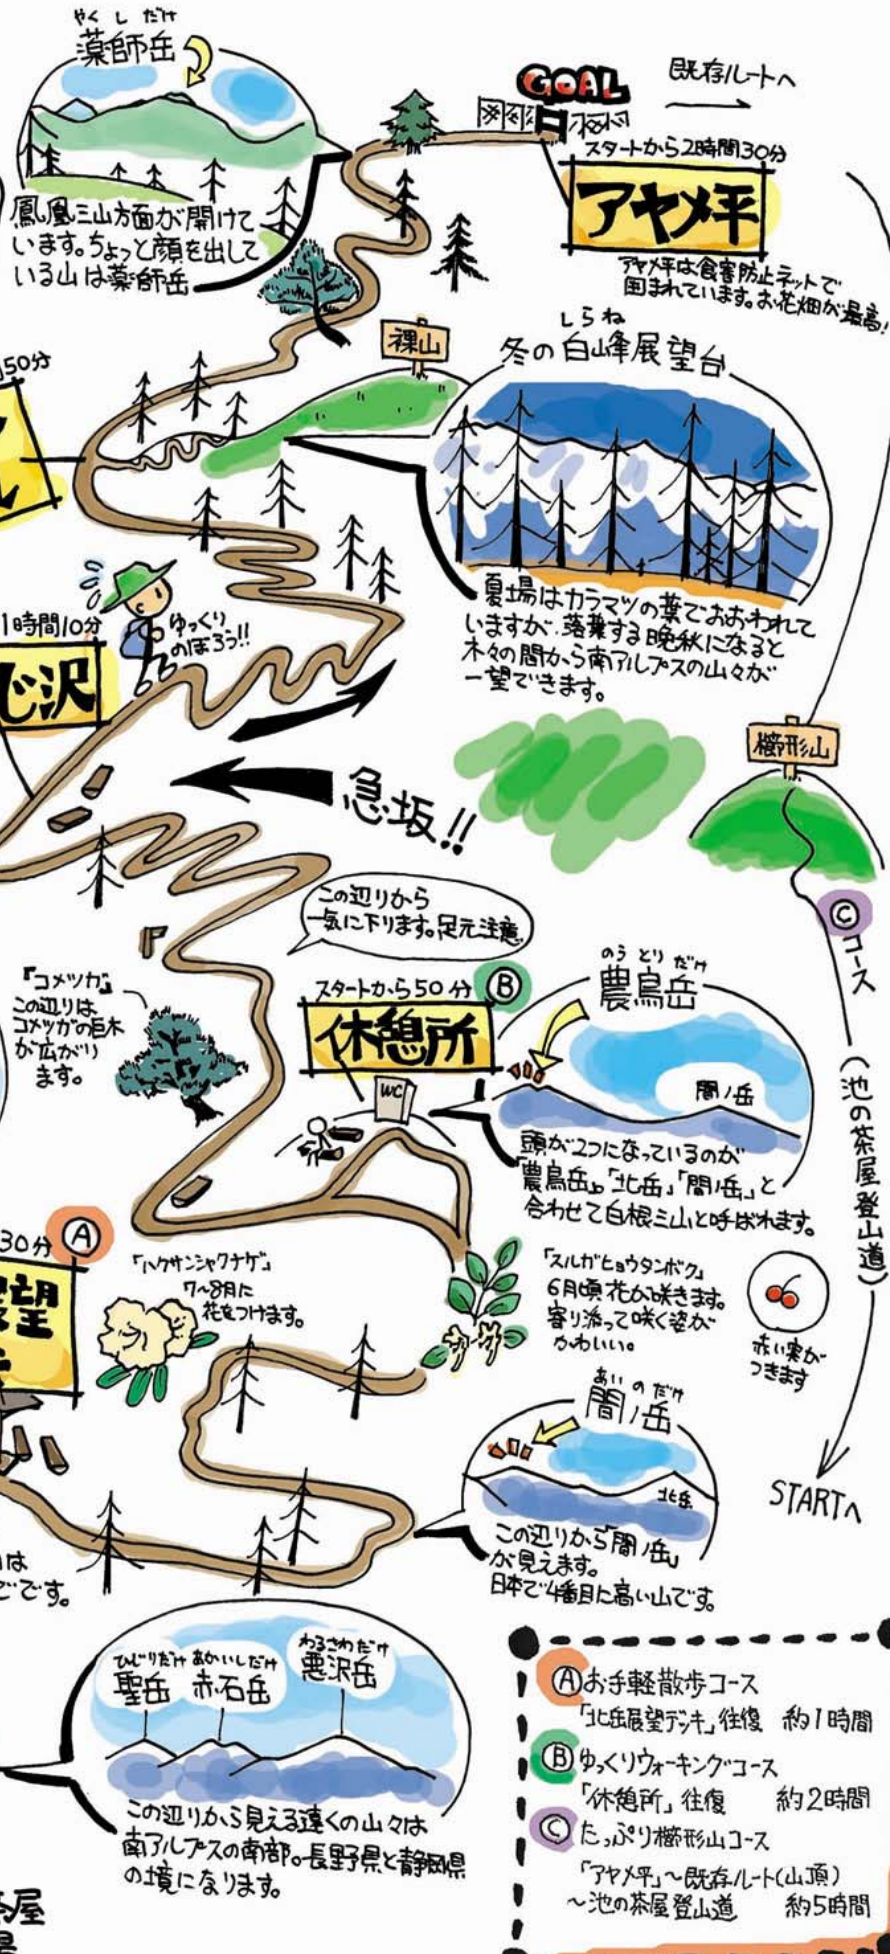 やくしだけ
薬師岳
GOAL
既存ルートへ
スタートから2時間30分
アヤメ平
アヤメ平は食害防止ネットで
囲まれています。お花畑が最高!
鳳凰三山方面が開けて
います。ちょっと顔を出して
いる山は薬師岳
50分
裸山
しらね
冬の白峰展望台
夏場はカラマツの葉でおおわれて
いますが、落葉する晩秋になると
木々の間から南アルプスの山々が
一望できます。
1時間10分
じ沢
ゆっくり
のぼろう!!
急坂!!
櫛形山
Ⓒコース
(池の茶屋登山道)
STARTへ
この辺りから
一気に下ります。足元注意
『コメツガ』
この辺りは
コメツガの巨木
が広がり
ます。
スタートから50分 Ⓑ
休憩所
WC
のうとりだけ
農鳥岳
間ノ岳
頭が2つになっているのが
「農鳥岳」。「北岳」「間ノ岳」と
合わせて白根三山と呼ばれます。
30分 Ⓐ
望
「ハクサンシャクナゲ」
7~8月に
花をつけます。
「スルガヒョウタンボク」
6月頃花が咲きます。
寄り添って咲く姿が
かわいい。
赤い実が
つきます
あいのだけ
間ノ岳
北岳
この辺りから「間ノ岳」
が見えます。
日本で4番目に高い山です。
は
です。
ひじりだけ あかいしだけ わるさわだけ
聖岳 赤石岳 悪沢岳
この辺りから見える遠くの山々は
南アルプスの南部。長野県と静岡県
の境になります。
Ⓐお手軽散歩コース
「北岳展望デッキ」往復 約1時間
Ⓑゆっくりウォーキングコース
「休憩所」往復 約2時間
Ⓒたっぷり櫛形山コース
「アヤメ平」~既存ルート(山頂)
~池の茶屋登山道 約5時間
茶屋
場